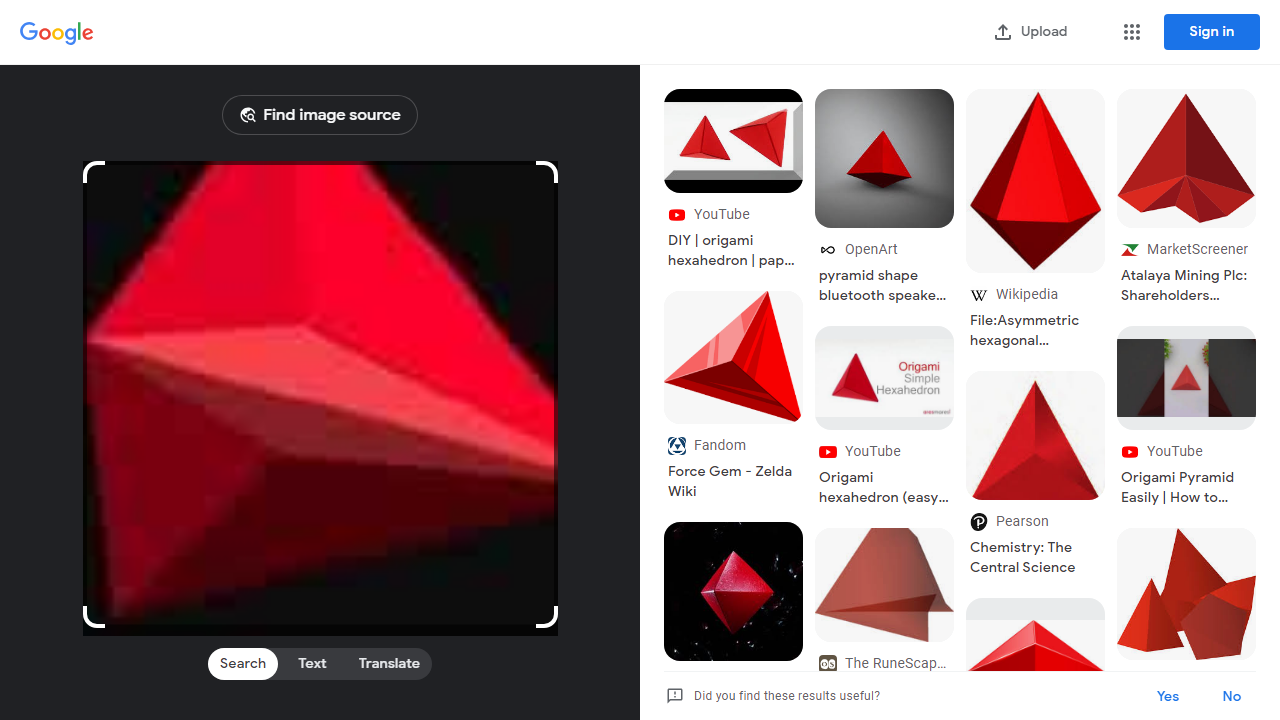 Google
Upload
Sign in
Find image source
Search
Text
Translate
YouTube
DIY | origami
hexahedron | pap...
Fandom
Force Gem - Zelda
Wiki
OpenArt
pyramid shape
bluetooth speake...
Origami
Simple
Hexahedron
YouTube
Origami
hexahedron (easy...
The RuneScap...
Wikipedia
File:Asymmetric
hexagonal...
Pearson
Chemistry: The
Central Science
MarketScreener
Atalaya Mining Plc:
Shareholders...
YouTube
Origami Pyramid
Easily | How to...
Did you find these results useful?
Yes
No